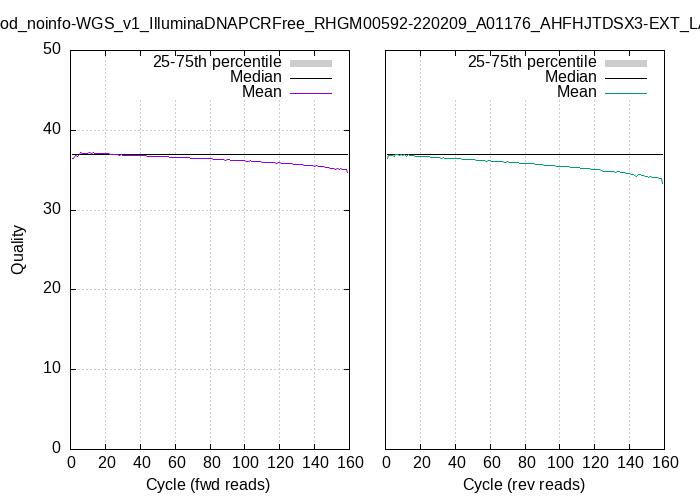 od_noinfo-WGS_v1_IlluminaDNAPCRFree_RHGM00592-220209_A01176_AHFHJTDSX3-EXT_LA
50
40
30
20
10
0
Quality
25-75th percentile
Median
Mean
0 20 40 60 80 100 120 140 160
Cycle (fwd reads)
25-75th percentile
Median
Mean
0 20 40 60 80 100 120 140 160
Cycle (rev reads)